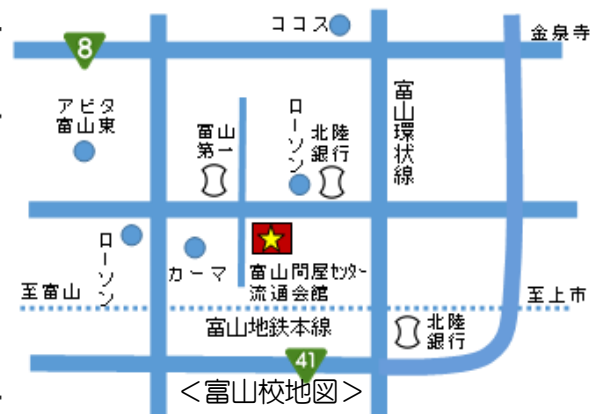 ココス
金泉寺
8
アピタ
富山東
富山
第一
ローソン
北陸
銀行
富山環状線
ローソン
カーマ
富山問屋センター
流通会館
至富山
至上市
富山地鉄本線
北陸
銀行
41
＜富山校地図＞